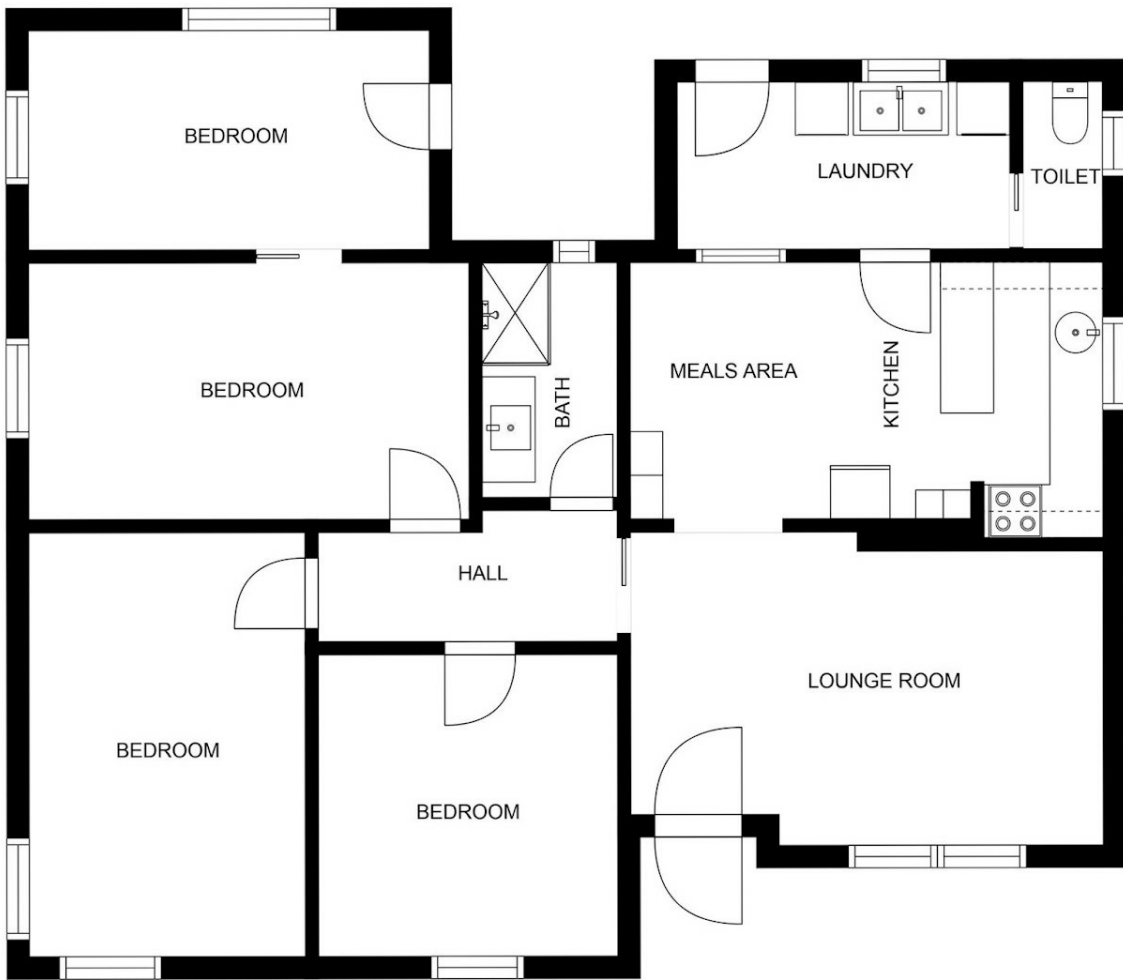 BEDROOM
LAUNDRY
TOILET
BEDROOM
BATH
MEALS AREA
KITCHEN
HALL
LOUNGE ROOM
BEDROOM
BEDROOM